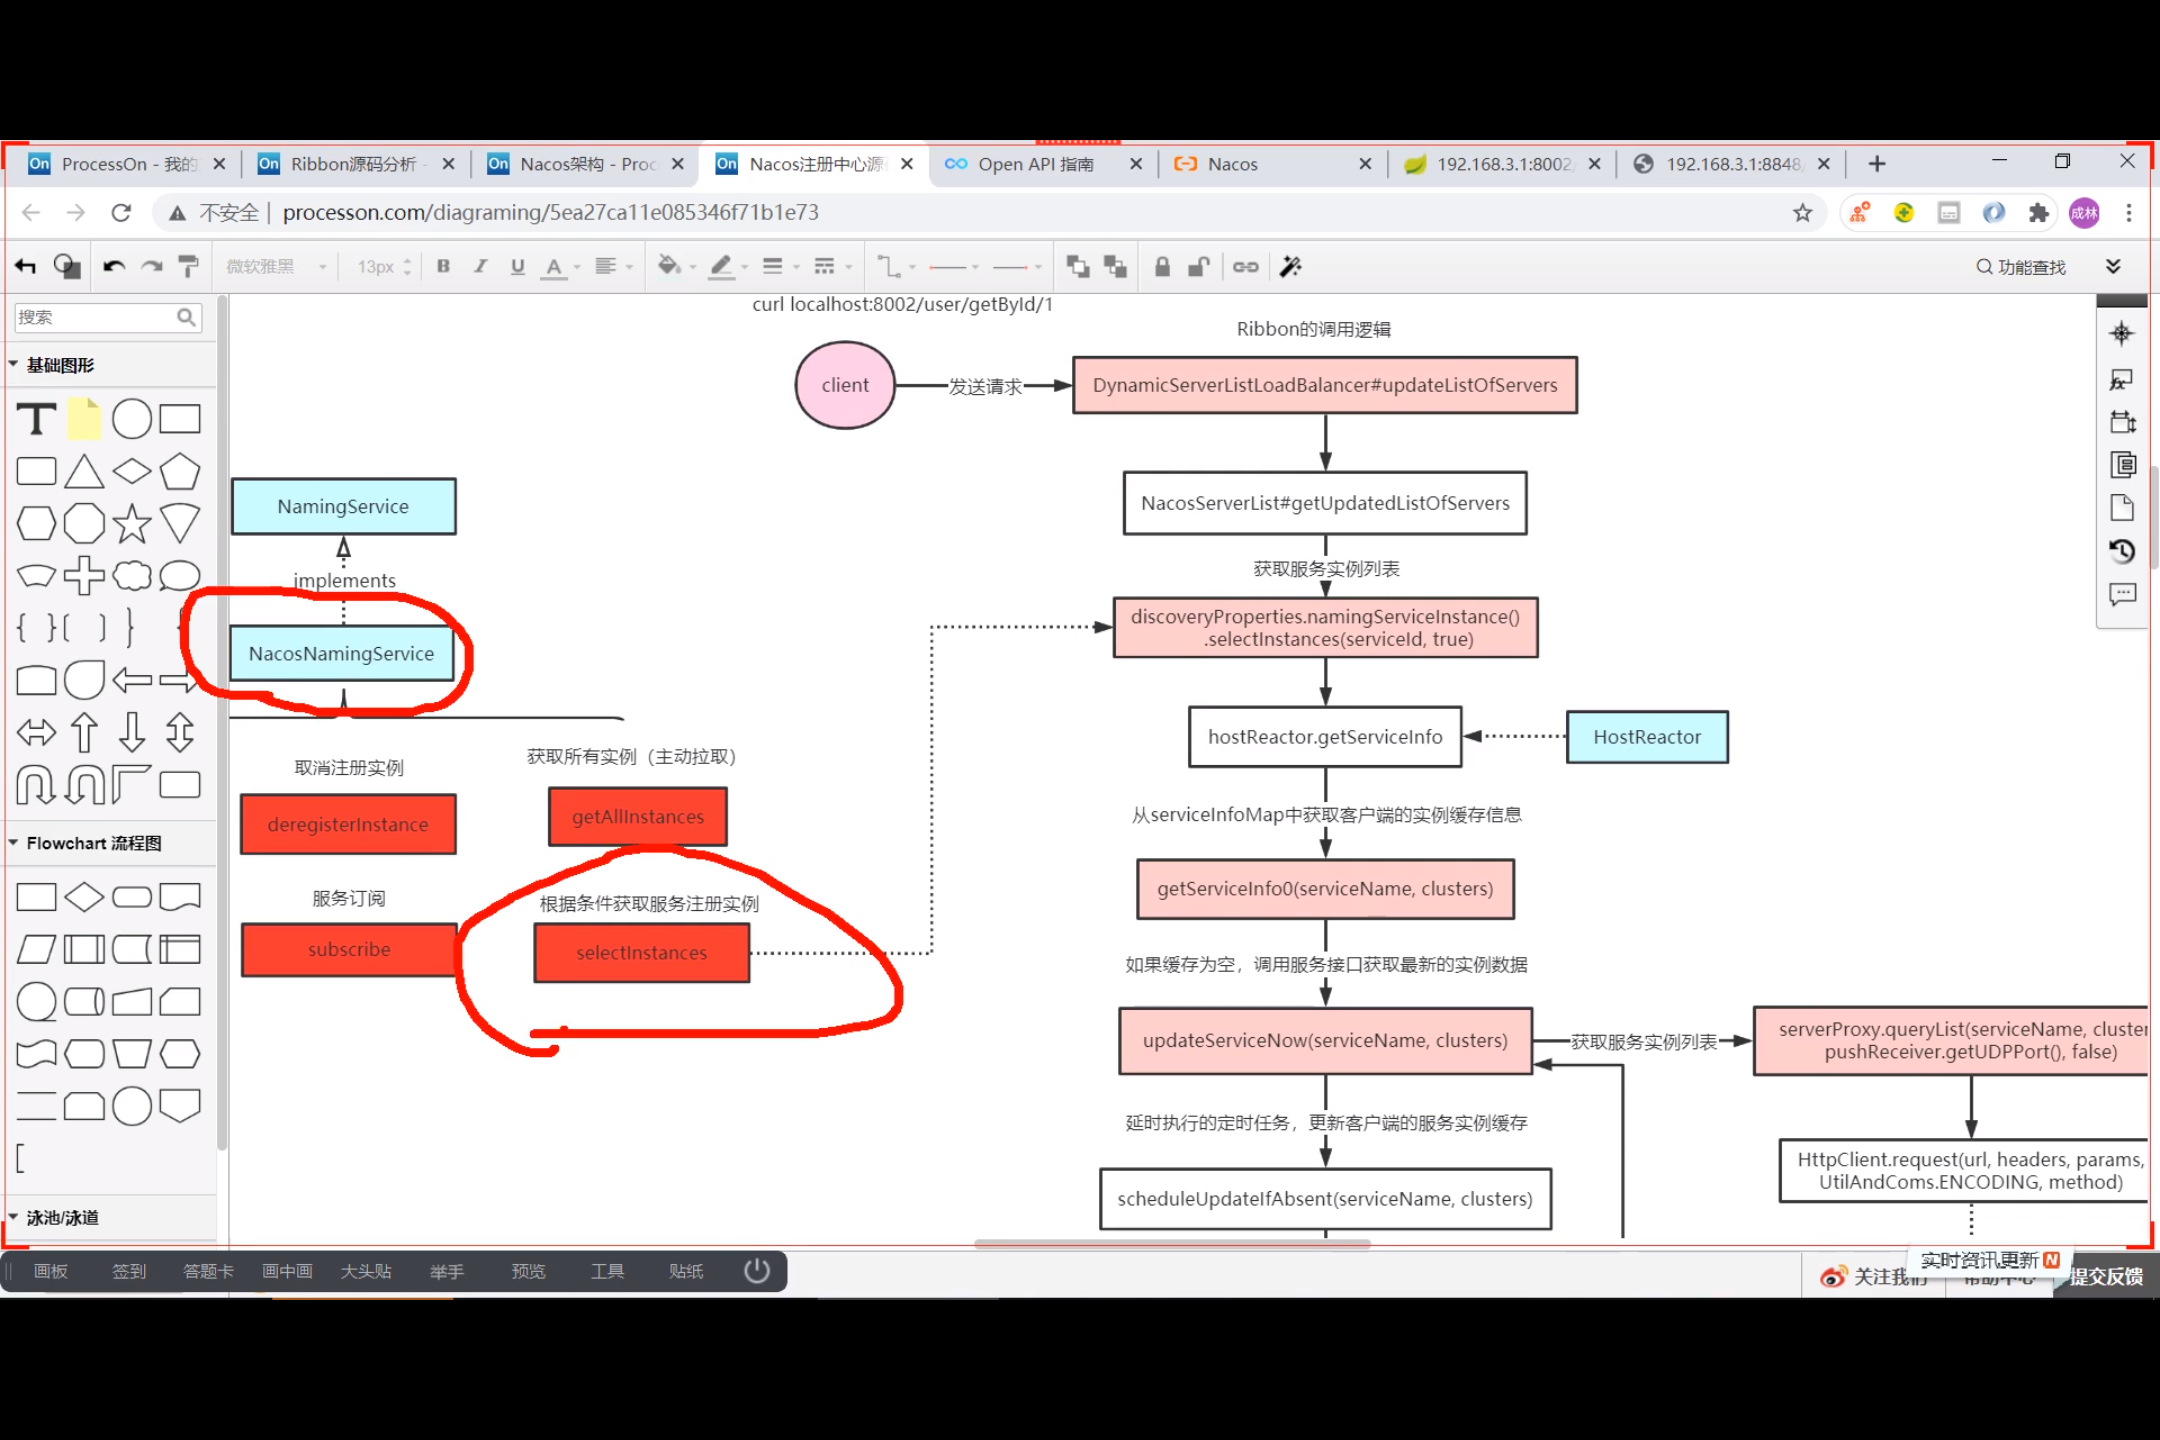 ProcessOn - 我的
Ribbon源码分析 -
Nacos架构 - Proc
Nacos注册中心源
Open API 指南
Nacos
192.168.3.1:8002/
192.168.3.1:8848/
不安全
processon.com/diagraming/5ea27ca11e085346f71b1e73
成林
微软雅黑
13px
B
I
U
A
功能查找
搜索
基础图形
Flowchart 流程图
泳池/泳道
curl localhost:8002/user/getById/1
Ribbon的调用逻辑
client
发送请求
DynamicServerListLoadBalancer#updateListOfServers
NamingService
NacosServerList#getUpdatedListOfServers
implements
获取服务实例列表
discoveryProperties.namingServiceInstance()
.selectInstances(serviceId, true)
NacosNamingService
hostReactor.getServiceInfo
HostReactor
取消注册实例
获取所有实例（主动拉取）
deregisterInstance
getAllInstances
从serviceInfoMap中获取客户端的实例缓存信息
getServiceInfo0(serviceName, clusters)
服务订阅
根据条件获取服务注册实例
subscribe
selectInstances
如果缓存为空，调用服务接口获取最新的实例数据
updateServiceNow(serviceName, clusters)
获取服务实例列表
serverProxy.queryList(serviceName, cluster
pushReceiver.getUDPPort(), false)
延时执行的定时任务，更新客户端的服务实例缓存
HttpClient.request(url, headers, params,
UtilAndComs.ENCODING, method)
scheduleUpdateIfAbsent(serviceName, clusters)
画板
签到
答题卡
画中画
大头贴
举手
预览
工具
贴纸
实时资讯更新
关注我们
帮助中心
提交反馈